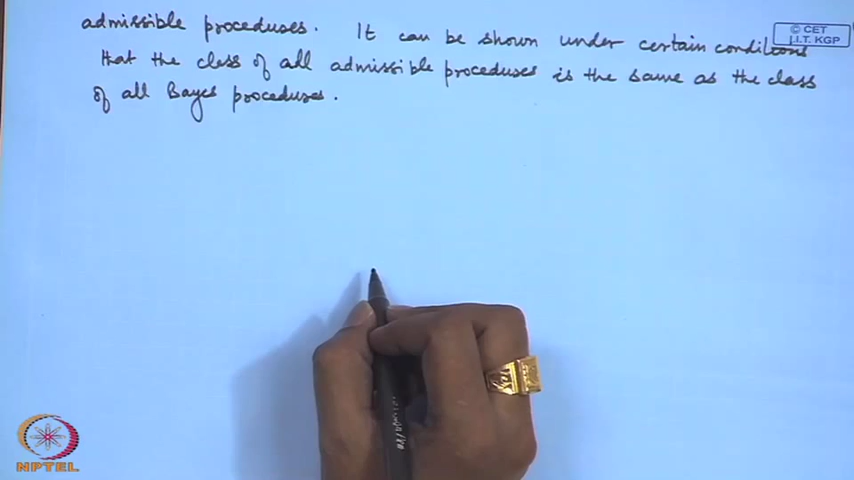 admissible procedures. It can be shown under certain conditions
© CET
I.I.T. KGP
that the class of all admissible procedures is the same as the class
of all Bayes procedures.
NPTEL